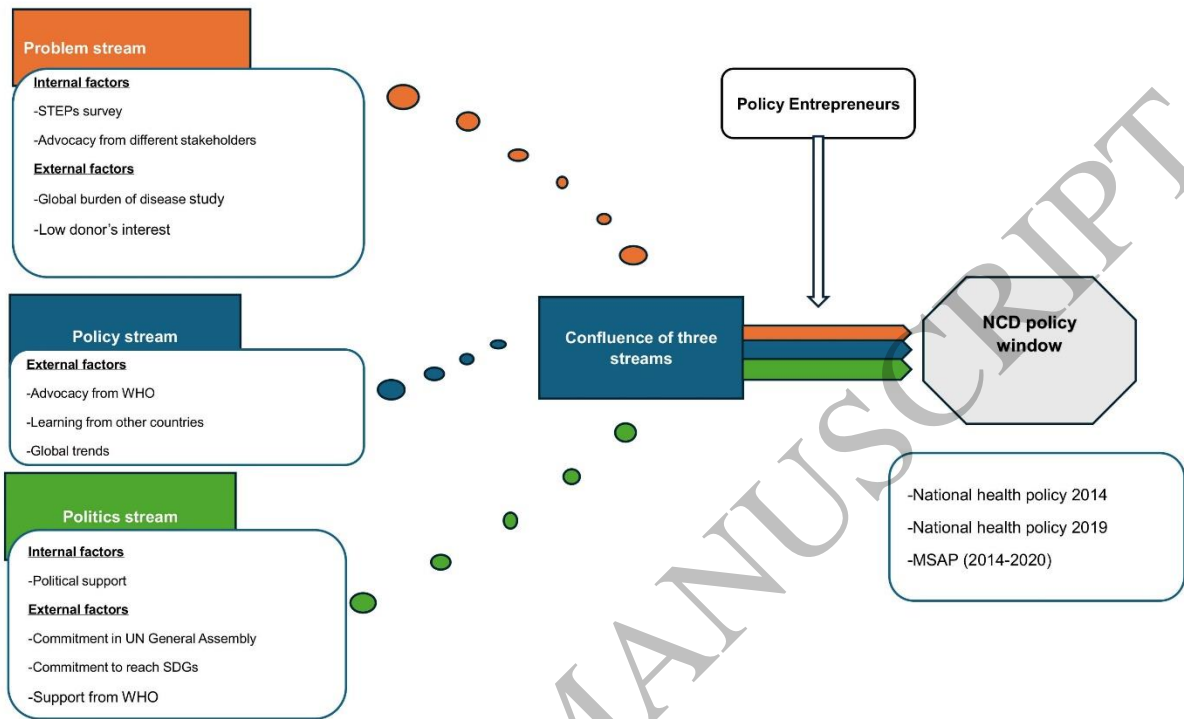 Problem stream
Internal factors
-STEPs survey
-Advocacy from different stakeholders
External factors
-Global burden of disease study
-Low donor's interest
Policy stream
External factors
-Advocacy from WHO
-Learning from other countries
-Global trends
Politics stream
Internal factors
-Political support
External factors
-Commitment in UN General Assembly
-Commitment to reach SDGs
-Support from WHO
Confluence of three
streams
Policy Entrepreneurs
NCD policy
window
-National health policy 2014
-National health policy 2019
-MSAP (2014-2020)
MANUSCRIPT